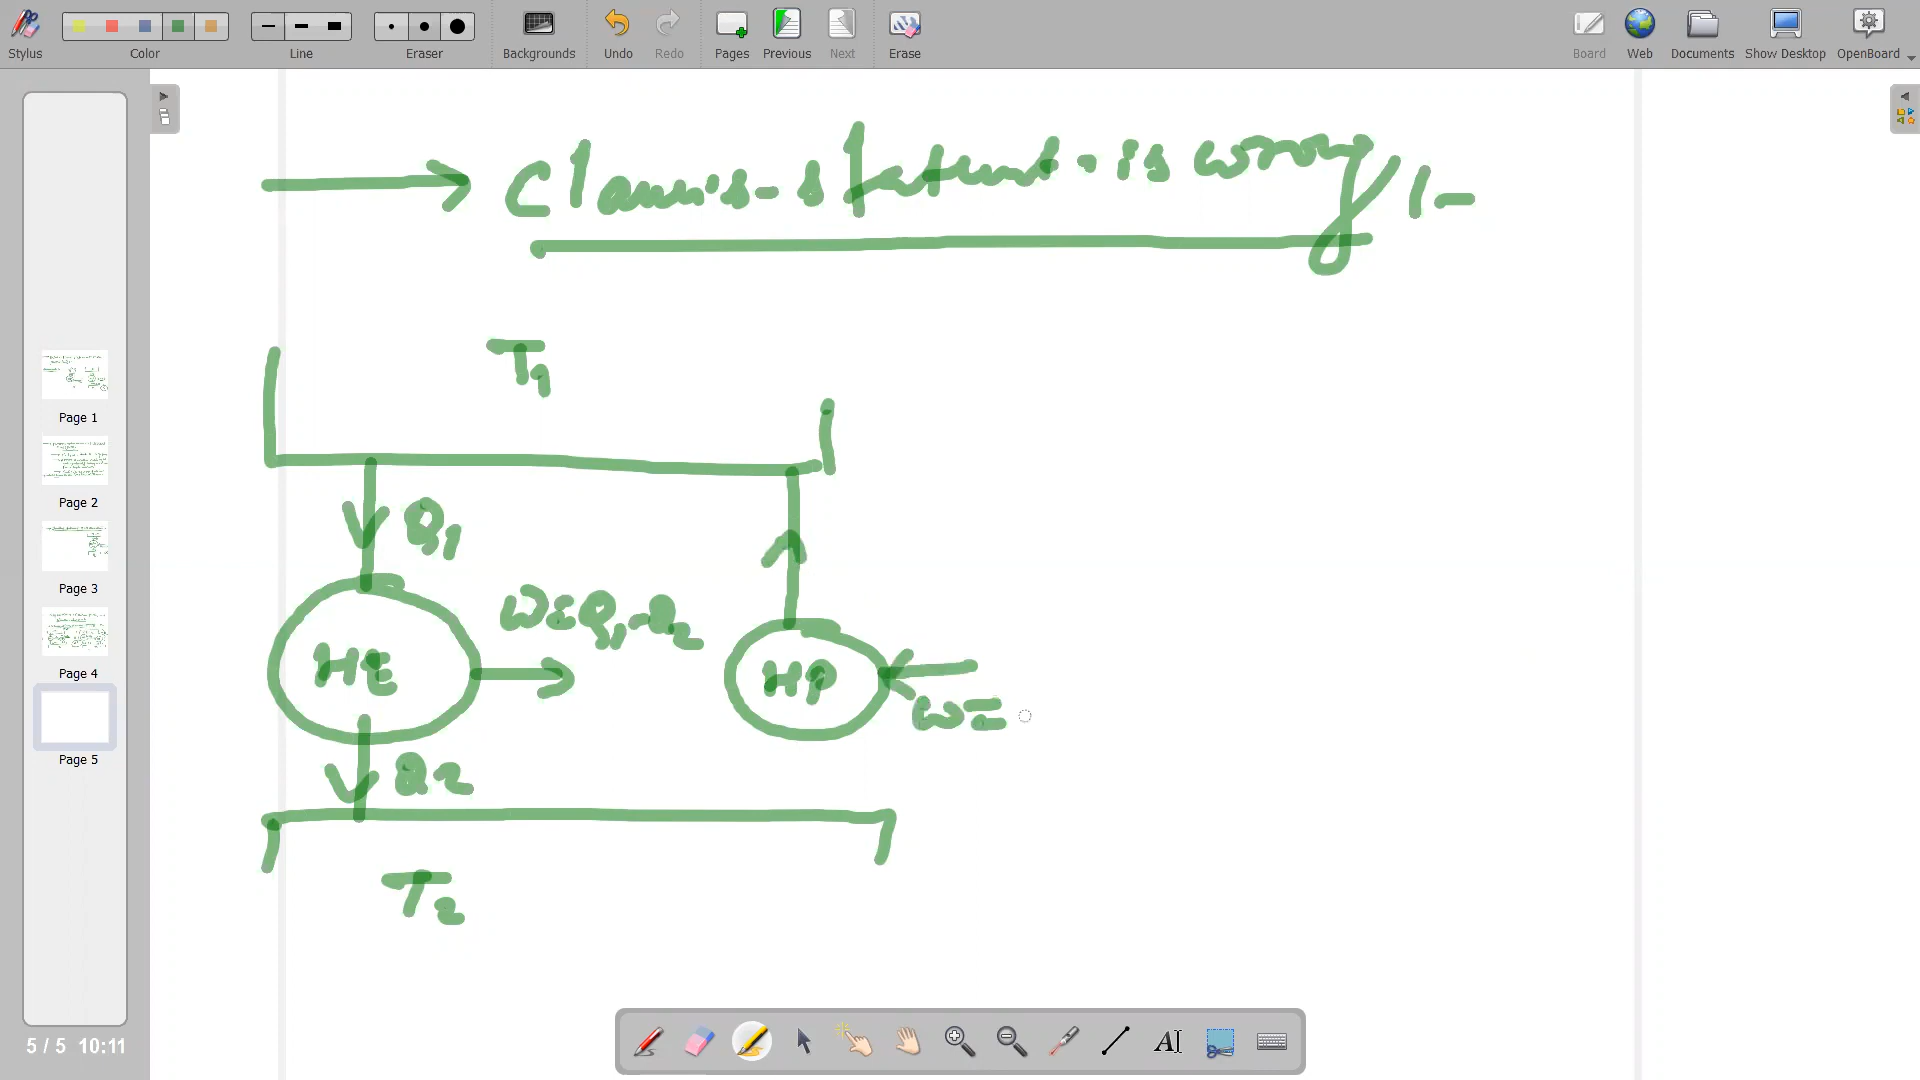 Stylus Color Line Eraser Backgrounds Undo Redo Pages Previous Next Erase Board Web Documents Show Desktop OpenBoard
→ is wrong :-
T1
Q1
W=Q1-Q2
HE
HP
W=
Q2
T2
Page 1
Page 2
Page 3
Page 4
Page 5
5 / 5 10:11